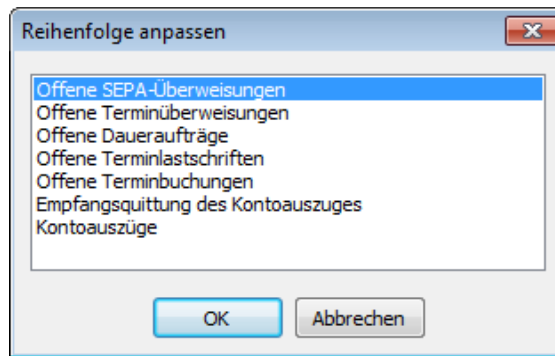 Reihenfolge anpassen
Offene SEPA-Überweisungen
Offene Terminüberweisungen
Offene Daueraufträge
Offene Terminlastschriften
Offene Terminbuchungen
Empfangsquittung des Kontoauszuges
Kontoauszüge
OK
Abbrechen